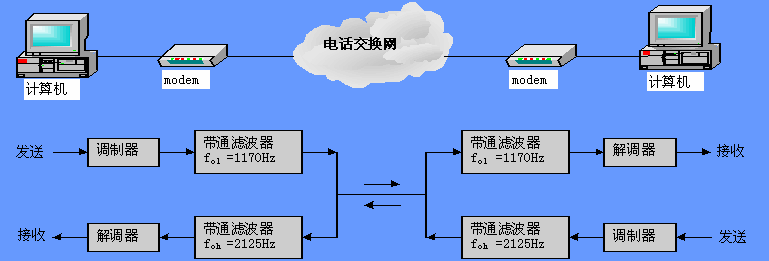 电话交换网
计算机
modem
modem
计算机
发送
调制器
带通滤波器
fol =1170Hz
带通滤波器
fol =1170Hz
解调器
接收
接收
解调器
带通滤波器
foh =2125Hz
带通滤波器
foh =2125Hz
调制器
发送